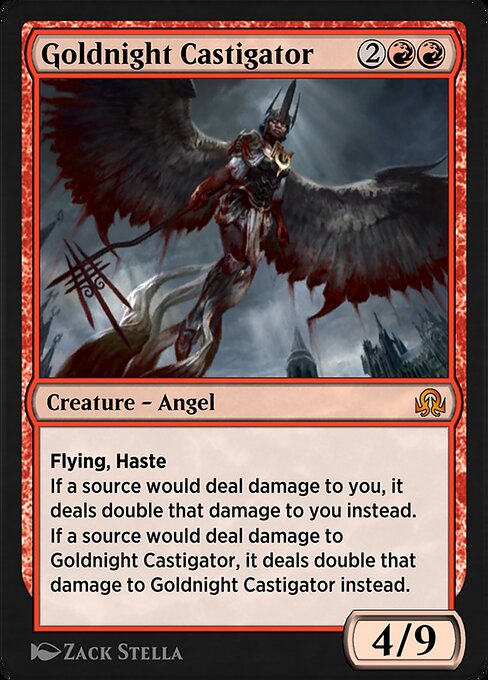 Goldnight Castigator 2
Creature – Angel
Flying, Haste
If a source would deal damage to you, it
deals double that damage to you instead.
If a source would deal damage to
Goldnight Castigator, it deals double that
damage to Goldnight Castigator instead.
4/9
Zack Stella